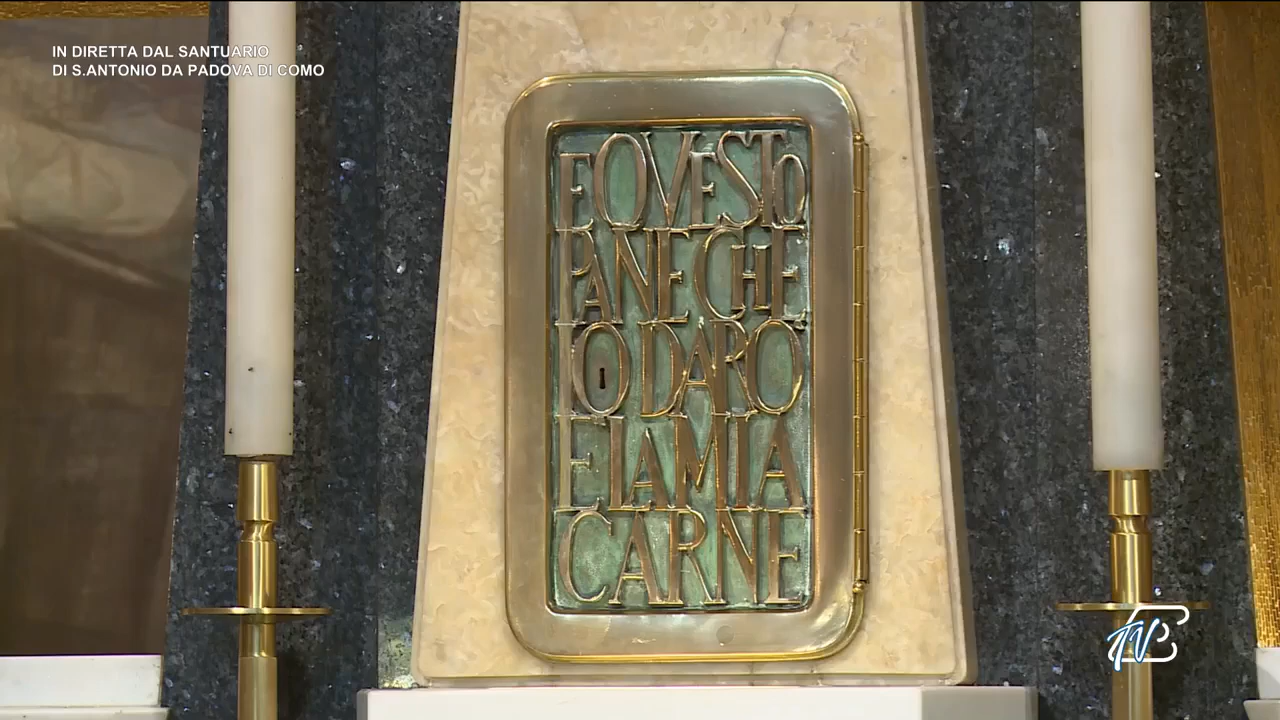 IN DIRETTA DAL SANTUARIO
DI S.ANTONIO DA PADOVA DI COMO
E QVESTO
PANE CHE
IO DARO
E LA MIA
CARNE